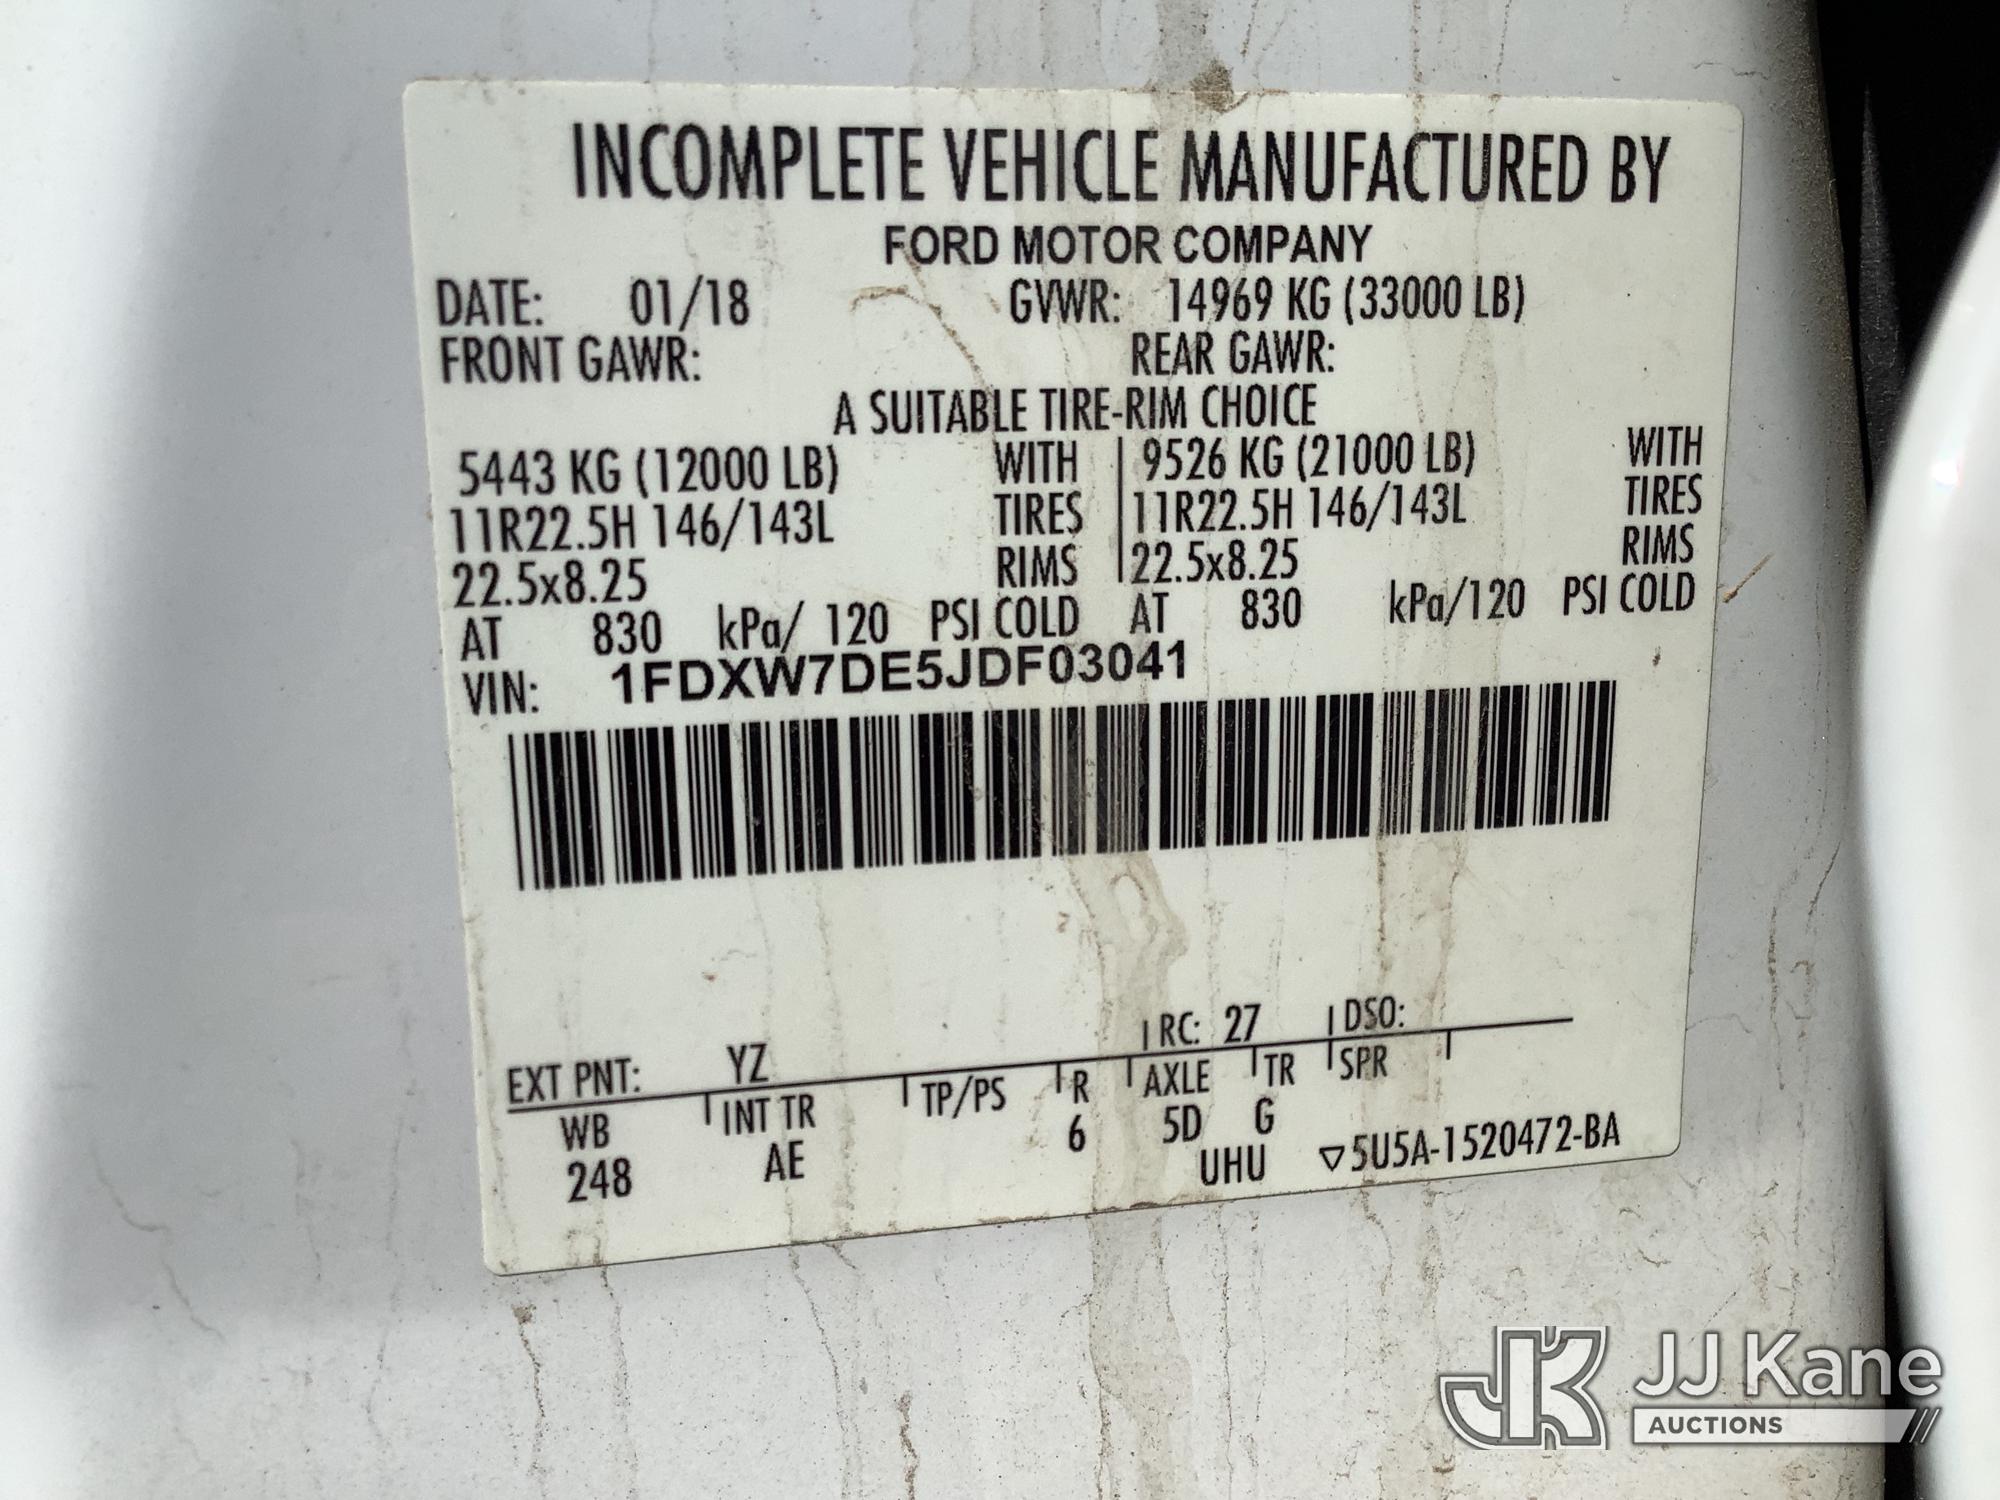 INCOMPLETE VEHICLE MANUFACTURED BY
FORD MOTOR COMPANY
DATE: 01/18 GVWR: 14969 KG (33000 LB)
FRONT GAWR: REAR GAWR:
A SUITABLE TIRE-RIM CHOICE
5443 KG (12000 LB) WITH 9526 KG (21000 LB) WITH
11R22.5H 146/143L TIRES 11R22.5H 146/143L TIRES
22.5x8.25 RIMS 22.5x8.25 RIMS
AT 830 kPa/ 120 PSI COLD AT 830 kPa/120 PSI COLD
VIN: 1FDXW7DE5JDF03041
RC: 27 DSO:
EXT PNT: YZ
WB INT TR TP/PS R AXLE TR SPR
248 AE 6 5D G
UHU ▽5U5A-1520472-BA
JK JJ Kane
AUCTIONS